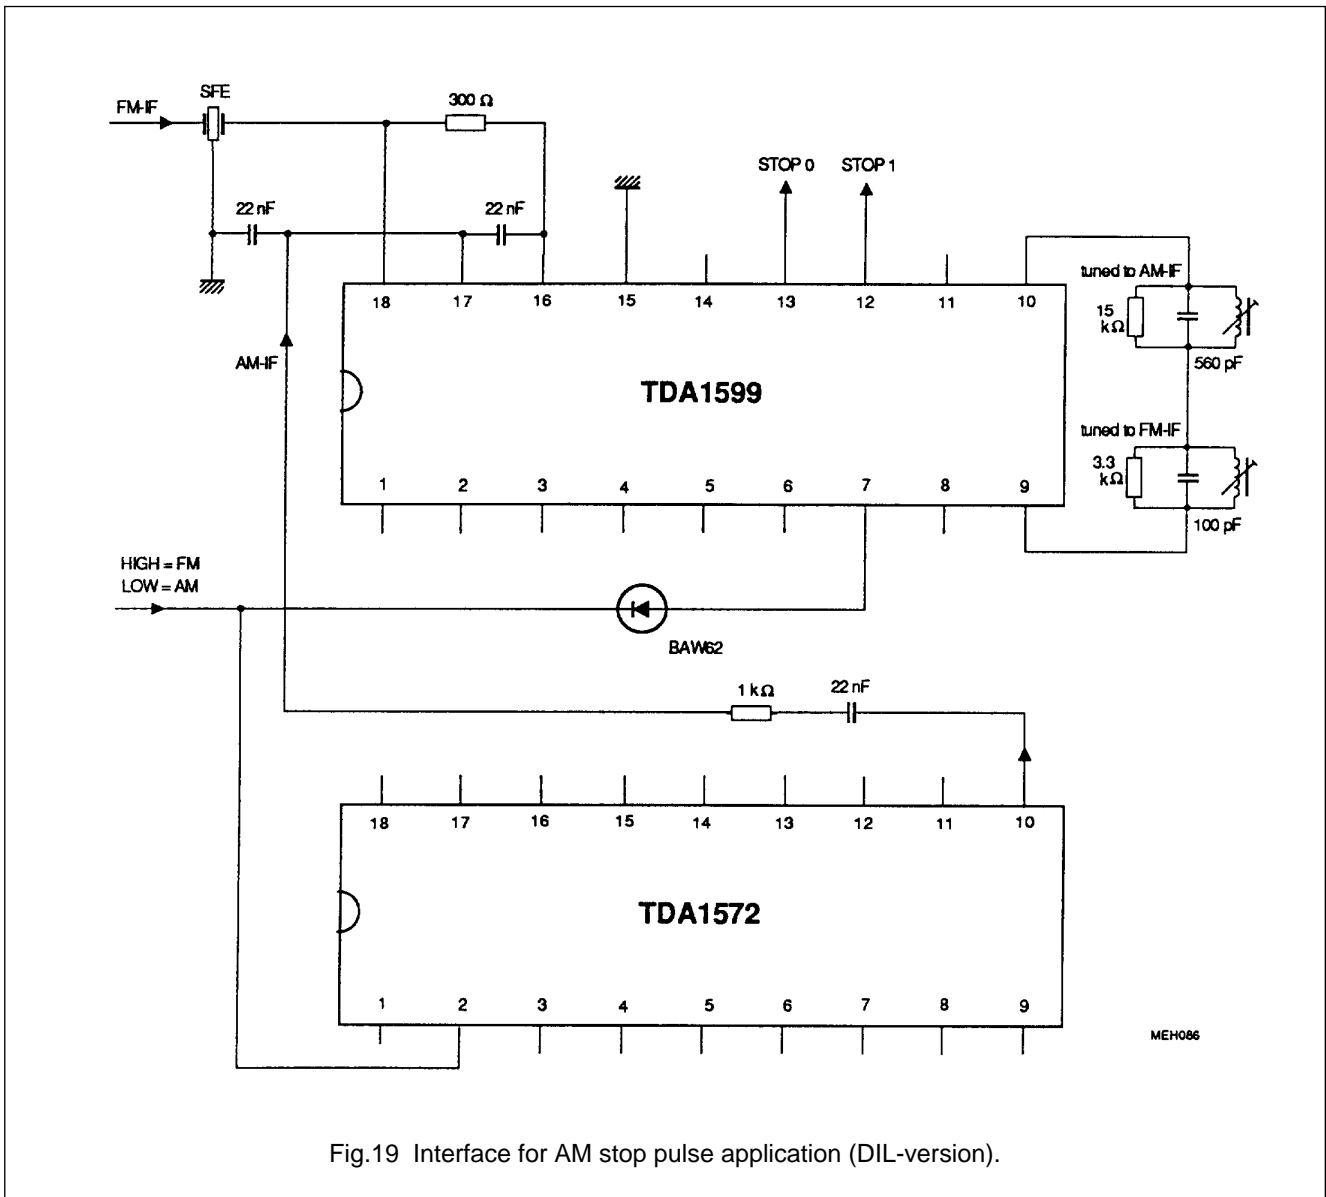 SFE
FM-IF
300 Ω
STOP 0 STOP 1
22 nF 22 nF
18 17 16 15 14 13 12 11 10
tuned to AM-IF
15 kΩ
560 pF
AM-IF
TDA1599
tuned to FM-IF
3.3 kΩ
100 pF
1 2 3 4 5 6 7 8 9
HIGH = FM
LOW = AM
BAW62
1 kΩ 22 nF
18 17 16 15 14 13 12 11 10
TDA1572
1 2 3 4 5 6 7 8 9
MEH086
Fig.19 Interface for AM stop pulse application (DIL-version).